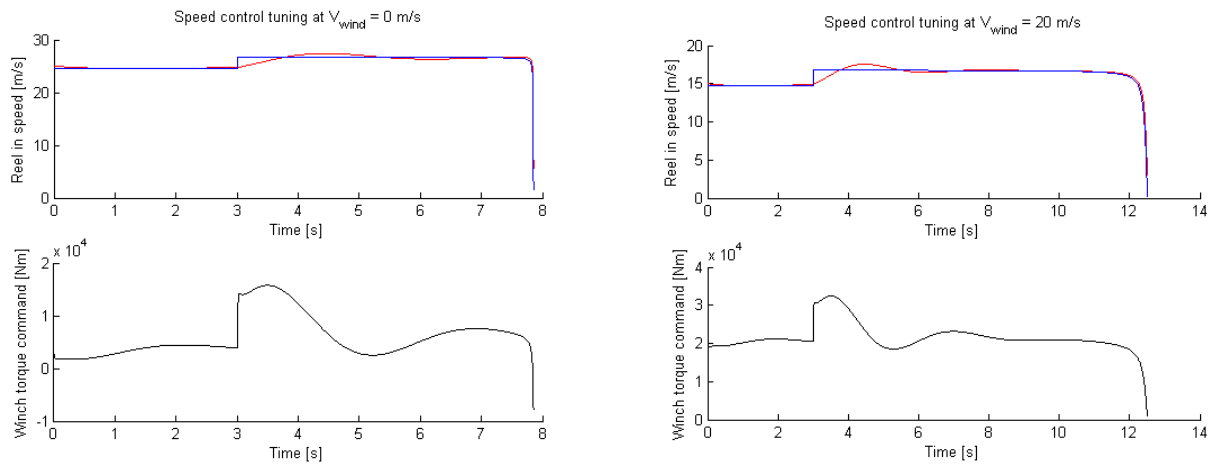 Speed control tuning at V_wind = 0 m/s
30
20
10
0
Reel in speed [m/s]
0 1 2 3 4 5 6 7 8
Time [s]
x 10^4
2
1
0
-1
Winch torque command [Nm]
0 1 2 3 4 5 6 7 8
Time [s]
Speed control tuning at V_wind = 20 m/s
20
15
10
5
0
Reel in speed [m/s]
0 2 4 6 8 10 12 14
Time [s]
x 10^4
4
3
2
1
0
Winch torque command [Nm]
0 2 4 6 8 10 12 14
Time [s]